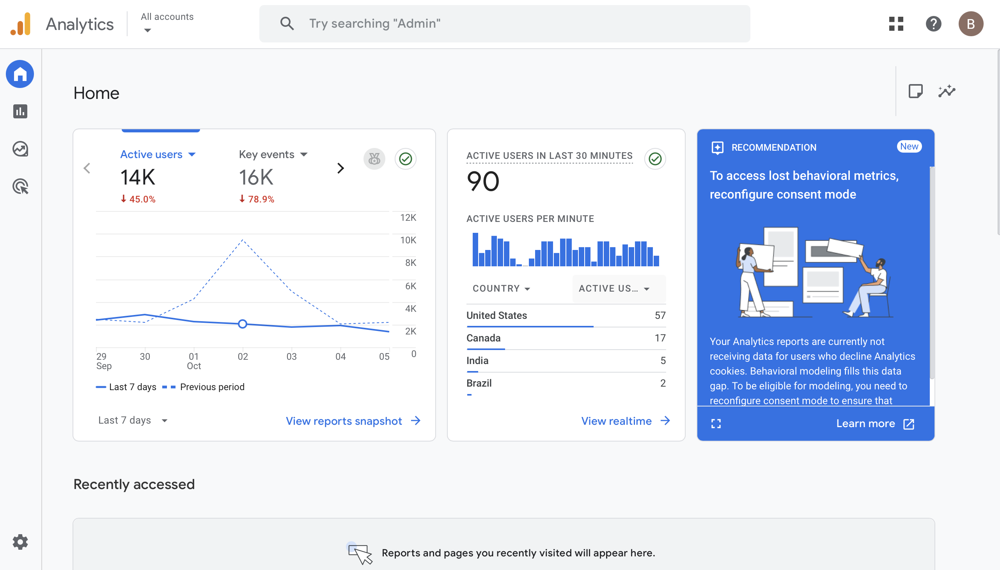 Analytics
All accounts
Try searching "Admin"
B
Home
Active users
14K
45.0%
Key events
16K
78.9%
12K
10K
8K
6K
4K
2K
0
29 Sep
30
01 Oct
02
03
04
05
Last 7 days
Previous period
Last 7 days
View reports snapshot
ACTIVE USERS IN LAST 30 MINUTES
90
ACTIVE USERS PER MINUTE
COUNTRY
ACTIVE US...
United States 57
Canada 17
India 5
Brazil 2
View realtime
RECOMMENDATION
New
To access lost behavioral metrics,
reconfigure consent mode
Your Analytics reports are currently not
receiving data for users who decline Analytics
cookies. Behavioral modeling fills this data
gap. To be eligible for modeling, you need to
reconfigure consent mode to ensure that
Learn more
Recently accessed
Reports and pages you recently visited will appear here.